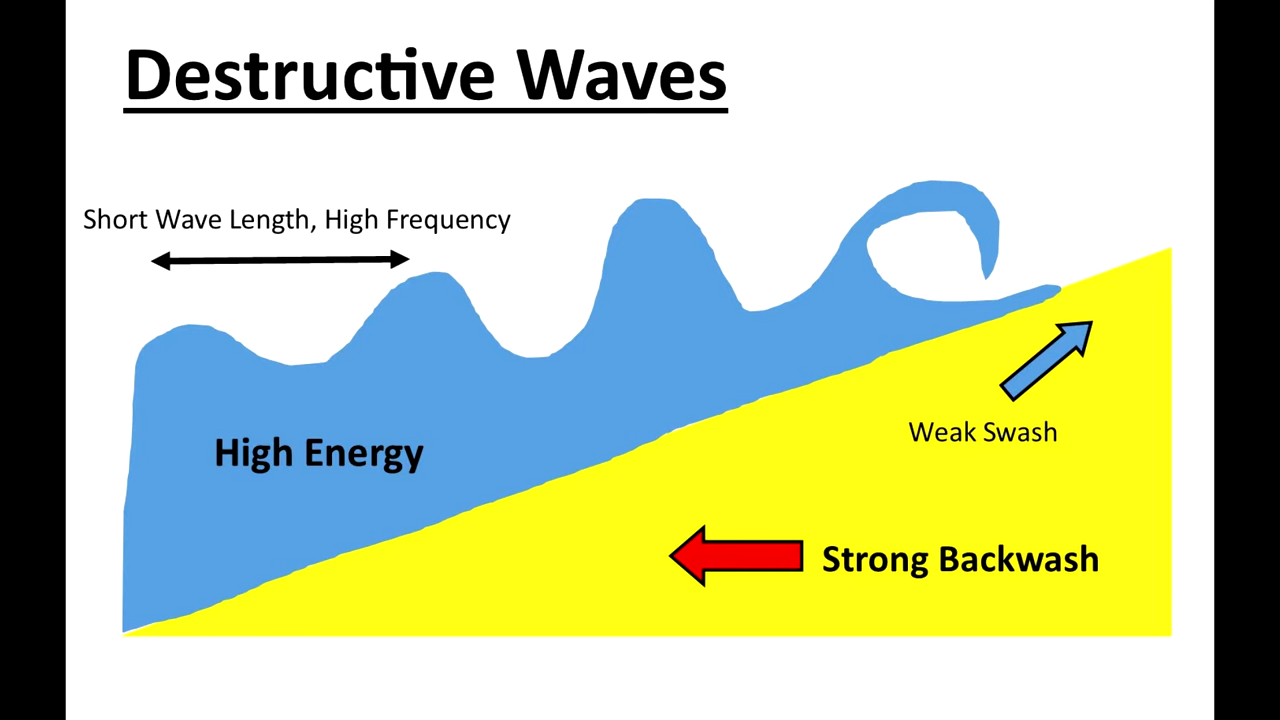 Destructive Waves
Short Wave Length, High Frequency
High Energy
Weak Swash
Strong Backwash